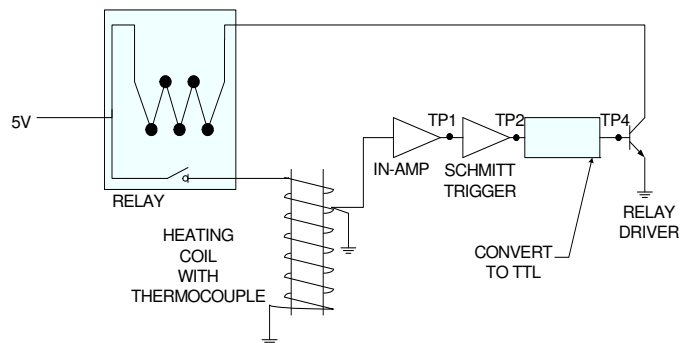 5V
RELAY
HEATING
COIL
WITH
THERMOCOUPLE
IN-AMP
TP1
SCHMITT
TRIGGER
TP2
CONVERT
TO TTL
TP4
RELAY
DRIVER